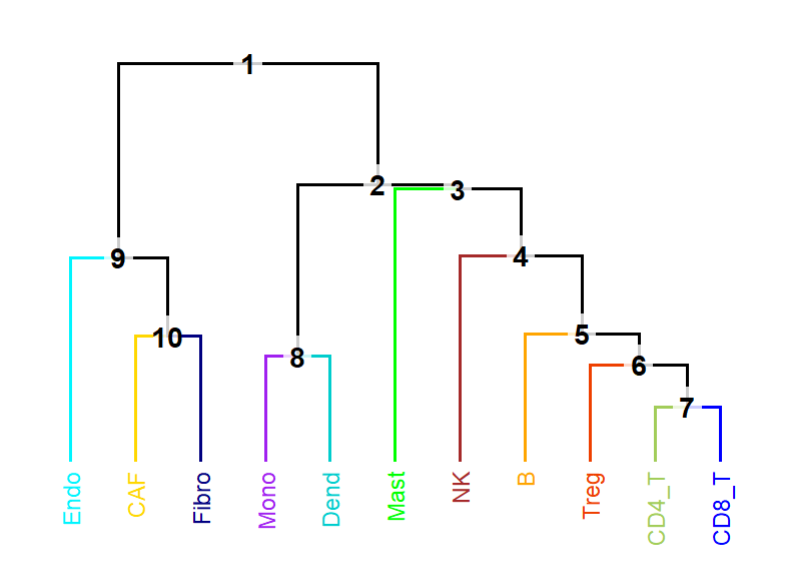 1
2
3
9
4
5
10
8
6
7
Endo
CAF
Fibro
Mono
Dend
Mast
NK
B
Treg
CD4_T
CD8_T